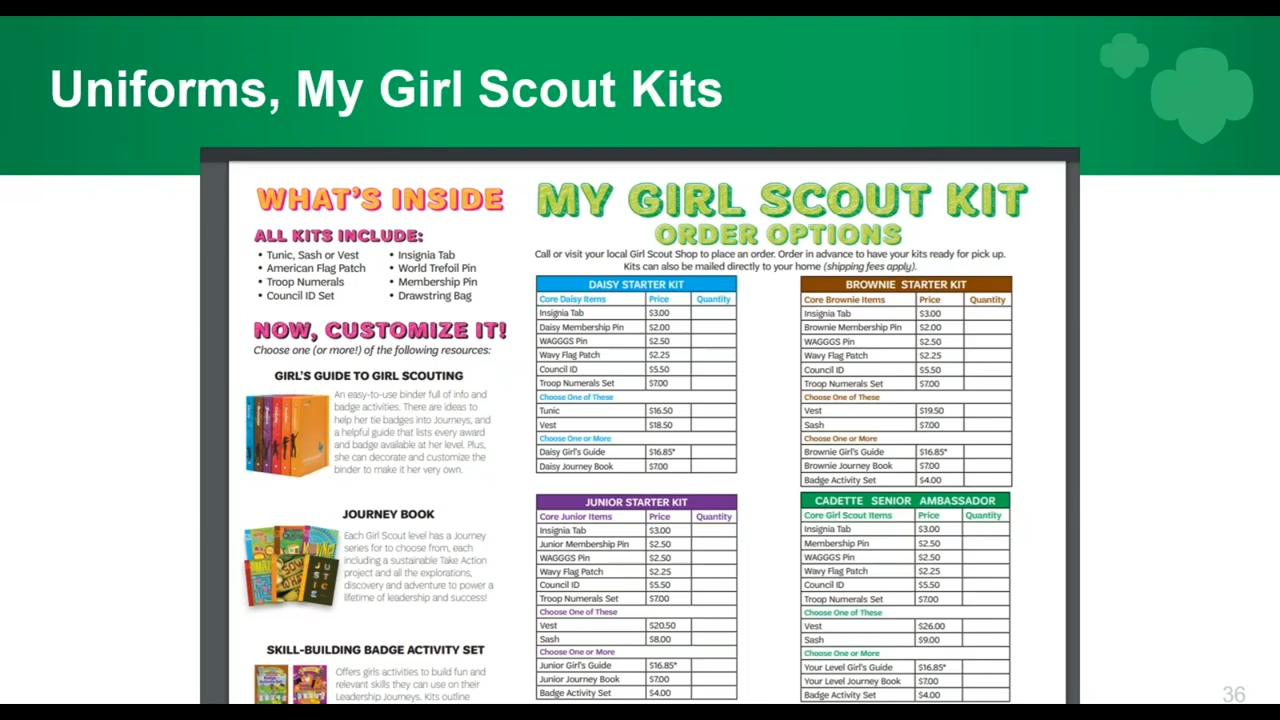 Uniforms, My Girl Scout Kits
WHAT'S INSIDE
ALL KITS INCLUDE:
• Tunic, Sash or Vest
• American Flag Patch
• Troop Numerals
• Council ID Set
• Insignia Tab
• World Trefoil Pin
• Membership Pin
• Drawstring Bag
NOW, CUSTOMIZE IT!
Choose one (or more!) of the following resources:
GIRL'S GUIDE TO GIRL SCOUTING
An easy-to-use binder full of info and
badge activities. There are ideas to
help her tie badges into Journeys, and
a helpful guide that lists every award
and badge available at her level. Plus,
she can decorate and customize the
binder to make it her very own.
JOURNEY BOOK
Each Girl Scout level has a Journey
series for to choose from, each
including a sustainable Take Action
project and all the explorations,
discovery and adventure to power a
lifetime of leadership and success!
SKILL-BUILDING BADGE ACTIVITY SET
Offers girls activities to build fun and
relevant skills they can use on their
Leadership Journeys. Kits outline
MY GIRL SCOUT KIT
ORDER OPTIONS
Call or visit your local Girl Scout Shop to place an order. Order in advance to have your kits ready for pick up.
Kits can also be mailed directly to your home (shipping fees apply).
DAISY STARTER KIT
Core Daisy Items Price Quantity
Insignia Tab $3.00
Daisy Membership Pin $2.00
WAGGGS Pin $2.50
Wavy Flag Patch $2.25
Council ID $5.50
Troop Numerals Set $7.00
Choose One of These
Tunic $16.50
Vest $18.50
Choose One or More
Daisy Girl's Guide $16.85*
Daisy Journey Book $7.00
BROWNIE STARTER KIT
Core Brownie Items Price Quantity
Insignia Tab $3.00
Brownie Membership Pin $2.00
WAGGGS Pin $2.50
Wavy Flag Patch $2.25
Council ID $5.50
Troop Numerals Set $7.00
Choose One of These
Vest $19.50
Sash $7.00
Choose One or More
Brownie Girl's Guide $16.85*
Brownie Journey Book $7.00
Badge Activity Set $4.00
JUNIOR STARTER KIT
Core Junior Items Price Quantity
Insignia Tab $3.00
Junior Membership Pin $2.50
WAGGGS Pin $2.50
Wavy Flag Patch $2.25
Council ID $5.50
Troop Numerals Set $7.00
Choose One of These
Vest $20.50
Sash $8.00
Choose One or More
Junior Girl's Guide $16.85*
Junior Journey Book $7.00
Badge Activity Set $4.00
CADETTE SENIOR AMBASSADOR
Core Girl Scout Items Price Quantity
Insignia Tab $3.00
Membership Pin $2.50
WAGGGS Pin $2.50
Wavy Flag Patch $2.25
Council ID $5.50
Troop Numerals Set $7.00
Choose One of These
Vest $26.00
Sash $9.00
Choose One or More
Your Level Girl's Guide $16.85*
Your Level Journey Book $7.00
Badge Activity Set $4.00
36